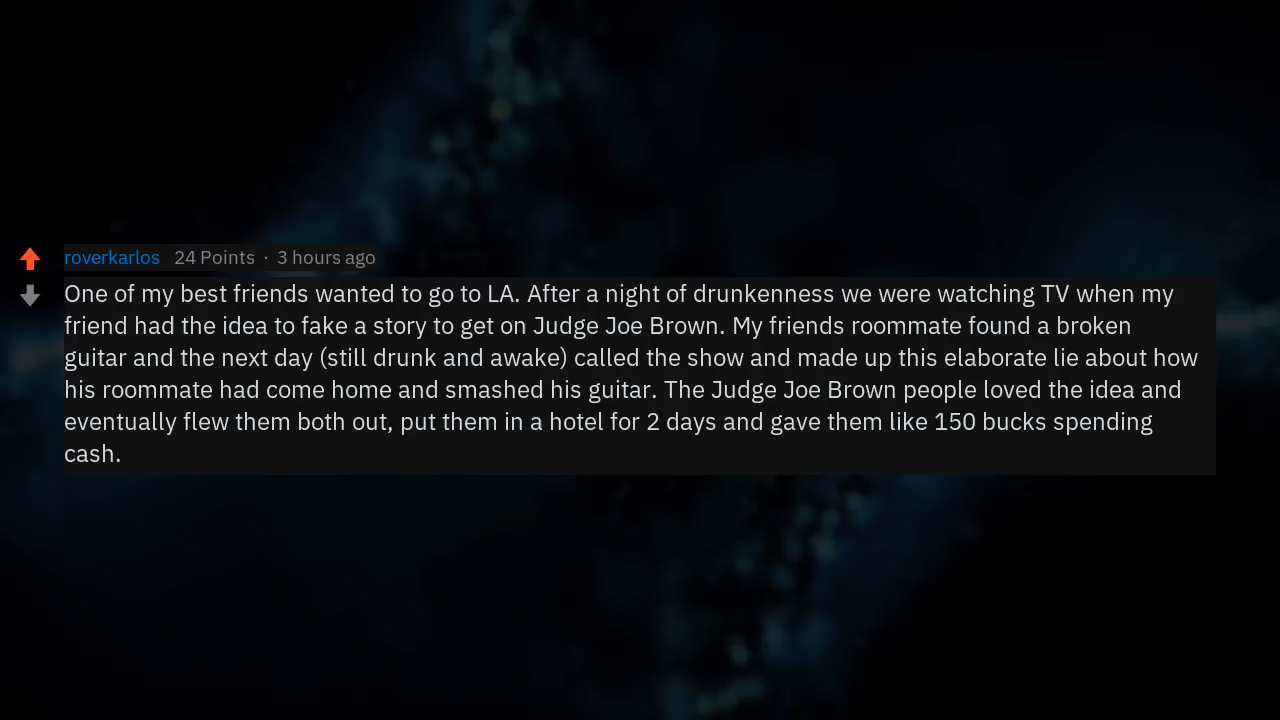 roverkarlos 24 Points · 3 hours ago
One of my best friends wanted to go to LA. After a night of drunkenness we were watching TV when my
friend had the idea to fake a story to get on Judge Joe Brown. My friends roommate found a broken
guitar and the next day (still drunk and awake) called the show and made up this elaborate lie about how
his roommate had come home and smashed his guitar. The Judge Joe Brown people loved the idea and
eventually flew them both out, put them in a hotel for 2 days and gave them like 150 bucks spending
cash.